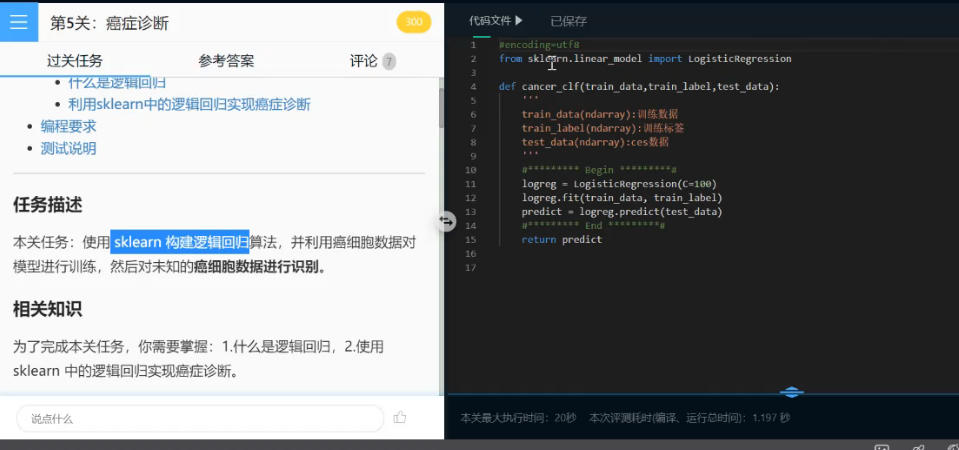 第5关：癌症诊断
300
过关任务
参考答案
评论 7
什么是逻辑回归
利用sklearn中的逻辑回归实现癌症诊断
编程要求
测试说明
任务描述
本关任务：使用 sklearn 构建逻辑回归算法，并利用癌细胞数据对
模型进行训练，然后对未知的癌细胞数据进行识别。
相关知识
为了完成本关任务，你需要掌握：1.什么是逻辑回归，2.使用
sklearn 中的逻辑回归实现癌症诊断。
说点什么
代码文件
已保存
1 #encoding=utf8
2 from sklearn.linear_model import LogisticRegression
3
4 def cancer_clf(train_data,train_label,test_data):
5 '''
6 train_data(ndarray):训练数据
7 train_label(ndarray):训练标签
8 test_data(ndarray):ces数据
9 '''
10 #********* Begin *********#
11 logreg = LogisticRegression(C=100)
12 logreg.fit(train_data, train_label)
13 predict = logreg.predict(test_data)
14 #********* End *********#
15 return predict
16
17
本关最大执行时间：20秒 本次评测耗时(编译、运行总时间)：1.197 秒